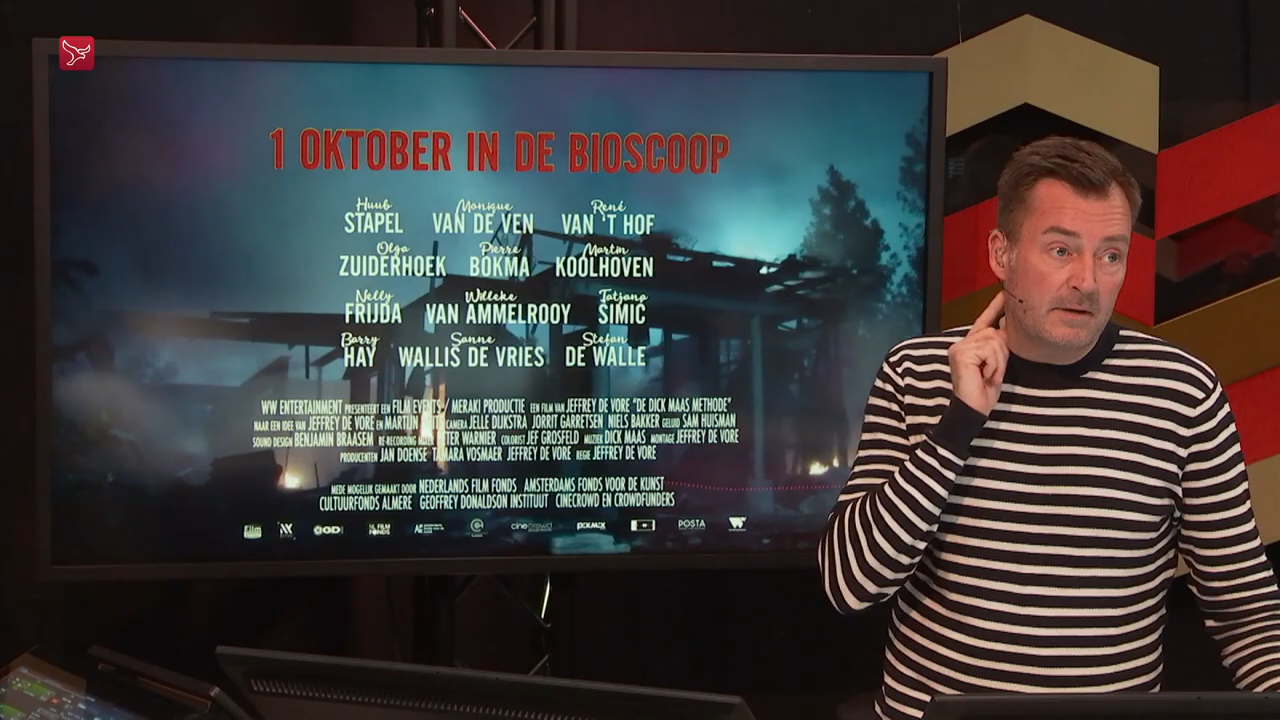 1 OKTOBER IN DE BIOSCOOP
Huub Monique René
STAPEL VAN DE VEN VAN 'T HOF
Olga Pierre Martin
ZUIDERHOEK BOKMA KOOLHOVEN
Nelly Willeke Tatjana
FRIJDA VAN AMMELROOY SIMIC
Barry Sanne Stefan
HAY WALLIS DE VRIES DE WALLE
WW ENTERTAINMENT PRESENTEERT EEN FILM EVENTS / MERAKI PRODUCTIE EEN FILM VAN JEFFREY DE VORE "DE DICK MAAS METHODE"
NAAR EEN IDEE VAN JEFFREY DE VORE EN MARTIJN CAMERA JELLE DIJKSTRA JORRIT GARRETSEN NIELS BAKKER GELUID SAM HUISMAN
SOUND DESIGN BENJAMIN BRAASEM RE-RECORDING WARNIER COLORIST JEF GROSFELD MUZIEK DICK MAAS MONTAGE JEFFREY DE VORE
PRODUCENTEN JAN DOENSE TAMARA VOSMAER JEFFREY DE VORE REGIE JEFFREY DE VORE
MEDE MOGELIJK GEMAAKT DOOR NEDERLANDS FILM FONDS AMSTERDAMS FONDS VOOR DE KUNST
CULTUURFONDS ALMERE GEOFFREY DONALDSON INSTITUUT CINECROWD EN CROWDFUNDERS
film NL FILM FONDS cinecrowd POSTA